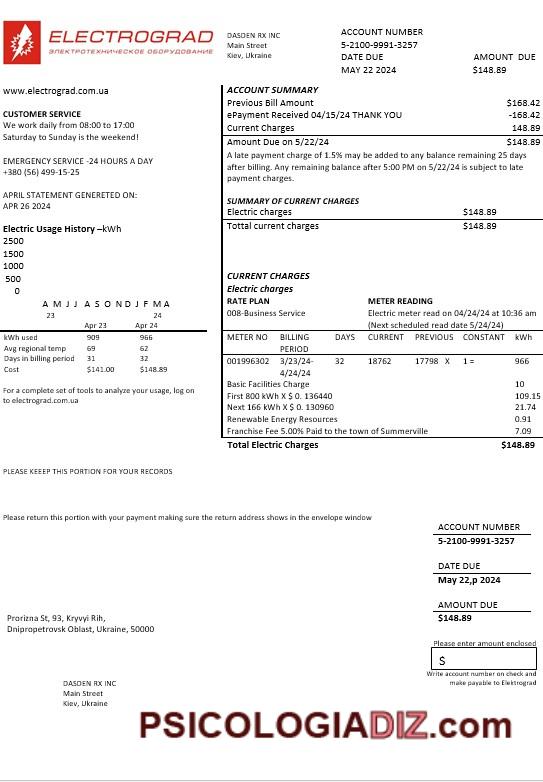 ELECTROGRAD
ЭЛЕКТРОТЕХНИЧЕСКОЕ ОБОРУДОВАНИЕ
DASDEN RX INC
Main Street
Kiev, Ukraine
ACCOUNT NUMBER
5-2100-9991-3257
DATE DUE AMOUNT DUE
MAY 22 2024 $148.89
www.electrograd.com.ua
CUSTOMER SERVICE
We work daily from 08:00 to 17:00
Saturday to Sunday is the weekend!
EMERGENCY SERVICE -24 HOURS A DAY
+380 (56) 499-15-25
APRIL STATEMENT GENERETED ON:
APR 26 2024
Electric Usage History –kWh
2500
1500
1000
500
0
A M J J A S O N D J F M A
23 24
Apr 23 Apr 24
kWh used 909 966
Avg regional temp 69 62
Days in billing period 31 32
Cost $141.00 $148.89
For a complete set of tools to analyze your usage, log on
to electrograd.com.ua
ACCOUNT SUMMARY
Previous Bill Amount $168.42
ePayment Received 04/15/24 THANK YOU -168.42
Current Charges 148.89
Amount Due on 5/22/24 $148.89
A late payment charge of 1.5% may be added to any balance remaining 25 days
after billing. Any remaining balance after 5:00 PM on 5/22/24 is subject to late
payment charges.
SUMMARY OF CURRENT CHARGES
Electric charges $148.89
Tottal current charges $148.89
CURRENT CHARGES
Electric charges
RATE PLAN METER READING
008-Business Service Electric meter read on 04/24/24 at 10:36 am
(Next scheduled read date 5/24/24)
METER NO BILLING DAYS CURRENT PREVIOUS CONSTANT kWh
PERIOD
001996302 3/23/24- 32 18762 17798 X 1 = 966
4/24/24
Basic Facilities Charge 10
First 800 kWh X $ 0. 136440 109.15
Next 166 kWh X $ 0. 130960 21.74
Renewable Energy Resources 0.91
Franchise Fee 5.00% Paid to the town of Summerville 7.09
Total Electric Charges $148.89
PLEASE KEEEP THIS PORTION FOR YOUR RECORDS
Please return this portion with your payment making sure the return address shows in the envelope window
ACCOUNT NUMBER
5-2100-9991-3257
DATE DUE
May 22,p 2024
AMOUNT DUE
$148.89
Prorizna St, 93, Kryvyi Rih,
Dnipropetrovsk Oblast, Ukraine, 50000
Please enter amount enclosed
$
Write account number on check and
make payable to Elektrograd
DASDEN RX INC
Main Street
Kiev, Ukraine
PSICOLOGIADIZ.com